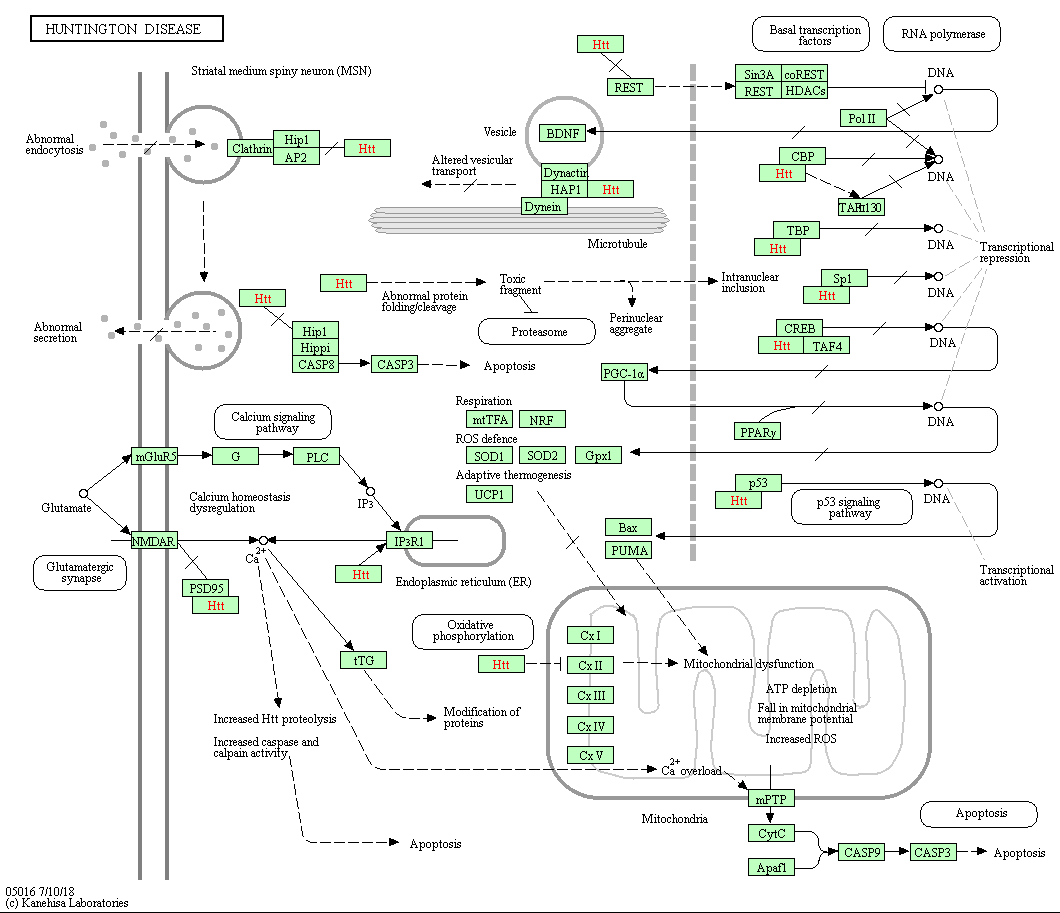 HUNTINGTON DISEASE
Striatal medium spiny neuron (MSN)
Htt
REST
Basal transcription
factors
RNA polymerase
Sin3A
coREST
REST
HDACs
DNA
Pol II
Abnormal
endocytosis
Clathrin
Hip1
AP2
Htt
Vesicle
BDNF
Altered vesicular
transport
Dynactin
HAP1
Htt
Dynein
Microtubule
CBP
Htt
DNA
TBP
Htt
DNA
Transcriptional
repression
Sp1
Htt
DNA
CREB
Htt
TAF4
DNA
Htt
Abnormal protein
folding/cleavage
Toxic
fragment
Proteasome
Perinuclear
aggregate
Intranuclear
inclusion
Abnormal
secretion
Htt
Hip1
Hippi
CASP8
CASP3
Apoptosis
PGC-1α
PPARγ
DNA
Respiration
mtTFA
NRF
ROS defence
SOD1
SOD2
Gpx1
Adaptive thermogenesis
UCP1
p53
Htt
DNA
p53 signaling
pathway
Bax
PUMA
Transcriptional
activation
Calcium signaling
pathway
mGluR5
G
PLC
IP3
Glutamate
Calcium homeostasis
dysregulation
NMDAR
Ca2+
IP3R1
Htt
Endoplasmic reticulum (ER)
Glutamatergic
synapse
PSD95
Htt
tTG
Modification of
proteins
Increased Htt proteolysis
Increased caspase and
calpain activity
Apoptosis
Oxidative
phosphorylation
Htt
Cx I
Cx II
Cx III
Cx IV
Cx V
Mitochondrial dysfunction
ATP depletion
Fall in mitochondrial
membrane potential
Increased ROS
Ca2+ overload
mPTP
Mitochondria
CytC
Apaf1
CASP9
CASP3
Apoptosis
Apoptosis
05016 7/10/18
(c) Kanehisa Laboratories